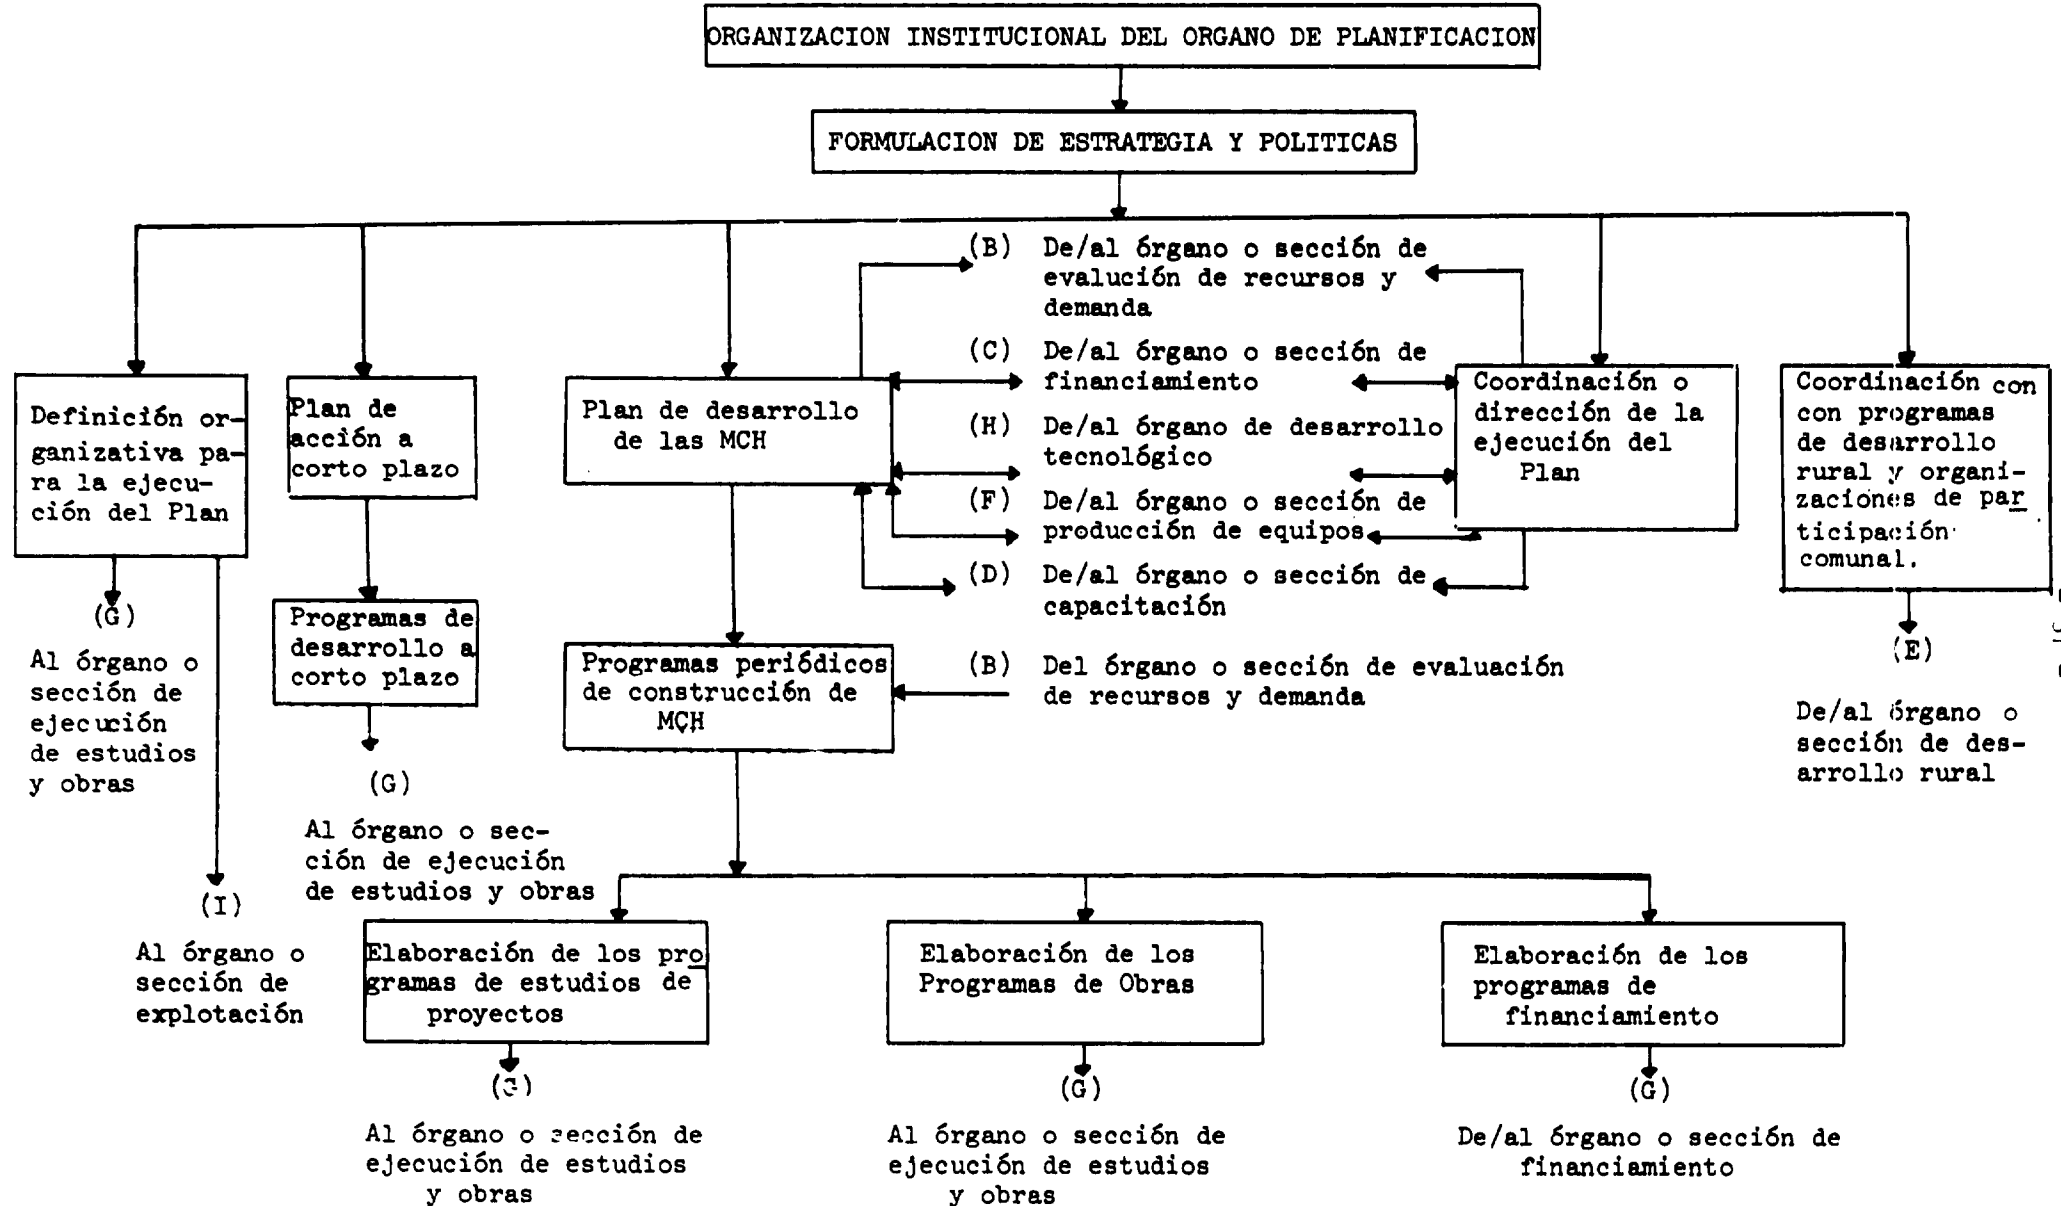 ORGANIZACION INSTITUCIONAL DEL ORGANO DE PLANIFICACION
FORMULACION DE ESTRATEGIA Y POLITICAS
(B) De/al órgano o sección de
evalución de recursos y
demanda
(C) De/al órgano o sección de
financiamiento
(H) De/al órgano de desarrollo
tecnológico
(F) De/al órgano o sección de
producción de equipos
(D) De/al órgano o sección de
capacitación
Definición or-
ganizativa pa-
ra la ejecu-
ción del Plan
Plan de
acción a
corto plazo
Plan de desarrollo
de las MCH
Coordinación o
dirección de la
ejecución del
Plan
Coordinación con
con programas
de desarrollo
rural y organi-
zaciones de par
ticipación
comunal.
(G)
Al órgano o
sección de
ejecución
de estudios
y obras
Programas de
desarrollo a
corto plazo
Programas periódicos
de construcción de
MCH
(B) Del órgano o sección de evaluación
de recursos y demanda
(E)
De/al órgano o
sección de des-
arrollo rural
(G)
Al órgano o sec-
ción de ejecución
de estudios y obras
(I)
Al órgano o
sección de
explotación
Elaboración de los pro
gramas de estudios de
proyectos
Elaboración de los
Programas de Obras
Elaboración de los
programas de
financiamiento
(G)
Al órgano o sección de
ejecución de estudios
y obras
(G)
Al órgano o sección de
ejecución de estudios
y obras
(G)
De/al órgano o sección de
financiamiento